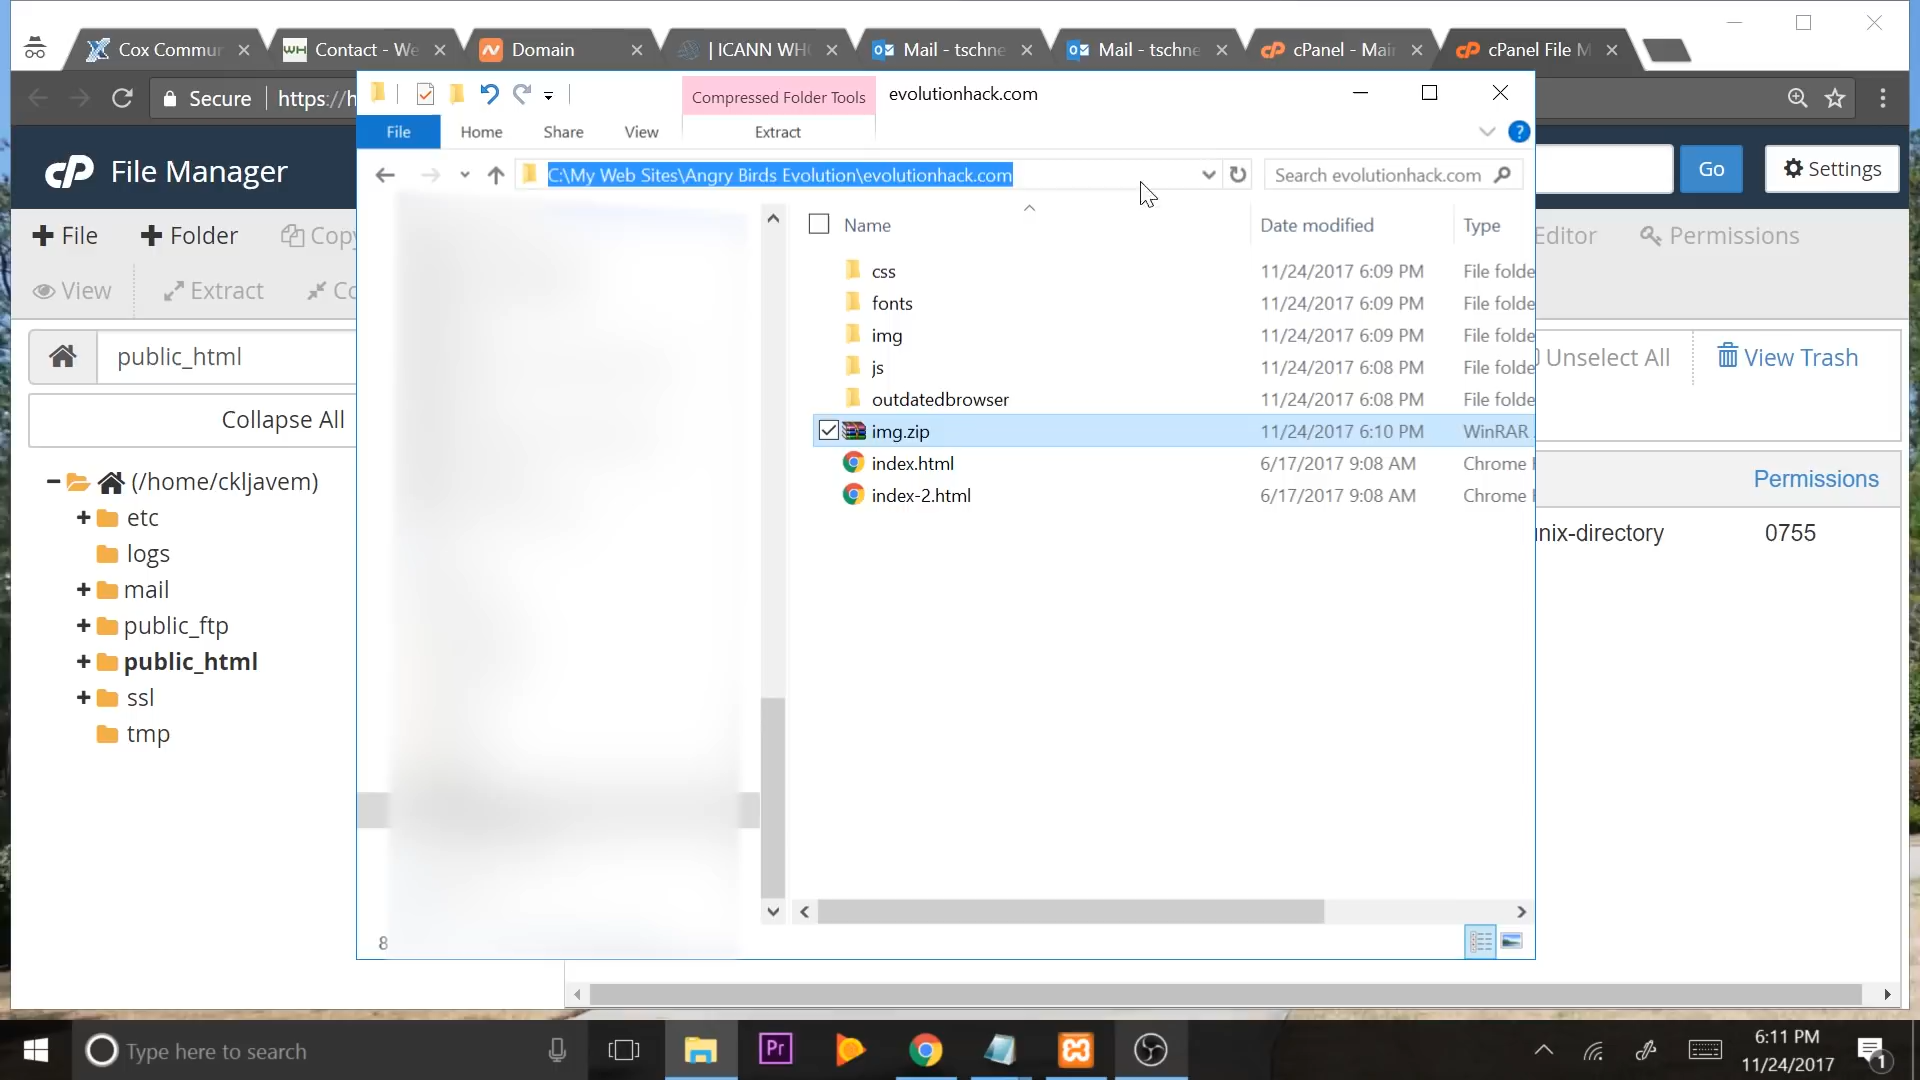 Cox Commun
Contact - We
Domain
| ICANN WH
Mail - tschne
Mail - tschne
cPanel - Mai
cPanel File M
Secure
https://h
Compressed Folder Tools
evolutionhack.com
File
Home
Share
View
Extract
C:\My Web Sites\Angry Birds Evolution\evolutionhack.com
Search evolutionhack.com
cP File Manager
Go
Settings
+ File
+ Folder
Copy
Editor
Permissions
View
Extract
Co
public_html
Unselect All
View Trash
Collapse All
Name
Date modified
Type
css 11/24/2017 6:09 PM File folde
fonts 11/24/2017 6:09 PM File folde
img 11/24/2017 6:09 PM File folde
js 11/24/2017 6:08 PM File folde
outdatedbrowser 11/24/2017 6:08 PM File folde
img.zip 11/24/2017 6:10 PM WinRAR
index.html 6/17/2017 9:08 AM Chrome
index-2.html 6/17/2017 9:08 AM Chrome
Permissions
nix-directory 0755
(/home/ckljavem)
etc
logs
mail
public_ftp
public_html
ssl
tmp
8
Type here to search
Pr
6:11 PM
11/24/2017
1